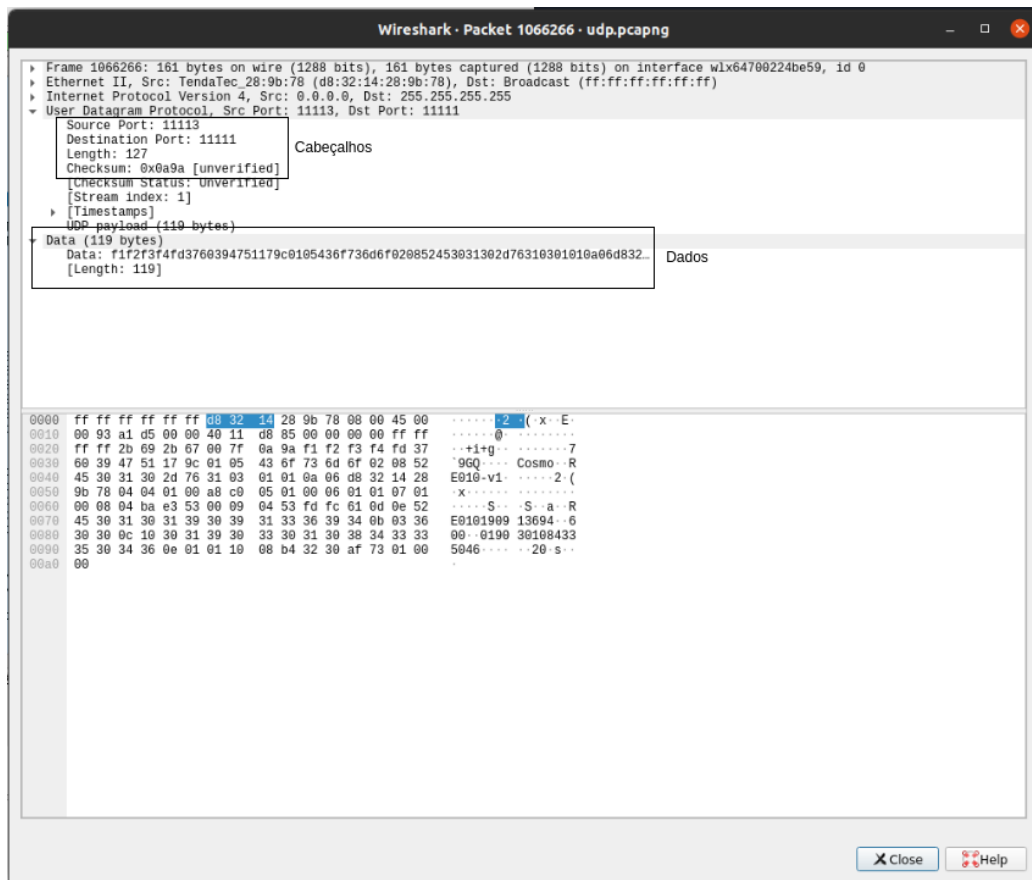 Wireshark · Packet 1066266 · udp.pcapng
Frame 1066266: 161 bytes on wire (1288 bits), 161 bytes captured (1288 bits) on interface wlx64700224be59, id 0
Ethernet II, Src: TendaTec_28:9b:78 (d8:32:14:28:9b:78), Dst: Broadcast (ff:ff:ff:ff:ff:ff)
Internet Protocol Version 4, Src: 0.0.0.0, Dst: 255.255.255.255
User Datagram Protocol, Src Port: 11113, Dst Port: 11111
Source Port: 11113
Destination Port: 11111
Length: 127
Cabeçalhos
Checksum: 0x0a9a [unverified]
[Checksum Status: Unverified]
[Stream index: 1]
[Timestamps]
UDP payload (119 bytes)
Data (119 bytes)
Data: f1f2f3f4fd3760394751179c0105436f736d6f020852453031302d76310301010a06d832…
Dados
[Length: 119]
0000 ff ff ff ff ff ff d8 32 14 28 9b 78 08 00 45 00 ·······2·(·x··E·
0010 00 93 a1 d5 00 00 40 11 d8 85 00 00 00 00 ff ff ······@·········
0020 ff ff 2b 69 2b 67 00 7f 0a 9a f1 f2 f3 f4 fd 37 ··+i+g·········7
0030 60 39 47 51 17 9c 01 05 43 6f 73 6d 6f 02 08 52 `9GQ····Cosmo··R
0040 45 30 31 30 2d 76 31 03 01 01 0a 06 d8 32 14 28 E010-v1······2·(
0050 9b 78 04 04 01 00 a8 c0 05 01 00 06 01 01 07 01 ·x··············
0060 00 08 04 ba e3 53 00 09 04 53 fd fc 61 0d 0e 52 ·····S···S··a··R
0070 45 30 31 30 31 39 30 39 31 33 36 39 34 0b 03 36 E010190913694··6
0080 30 30 0c 10 30 31 39 30 33 30 31 30 38 34 33 33 00··019030108433
0090 35 30 34 36 0e 01 01 10 08 b4 32 30 af 73 01 00 5046······20·s··
00a0 00 ·
Close
Help